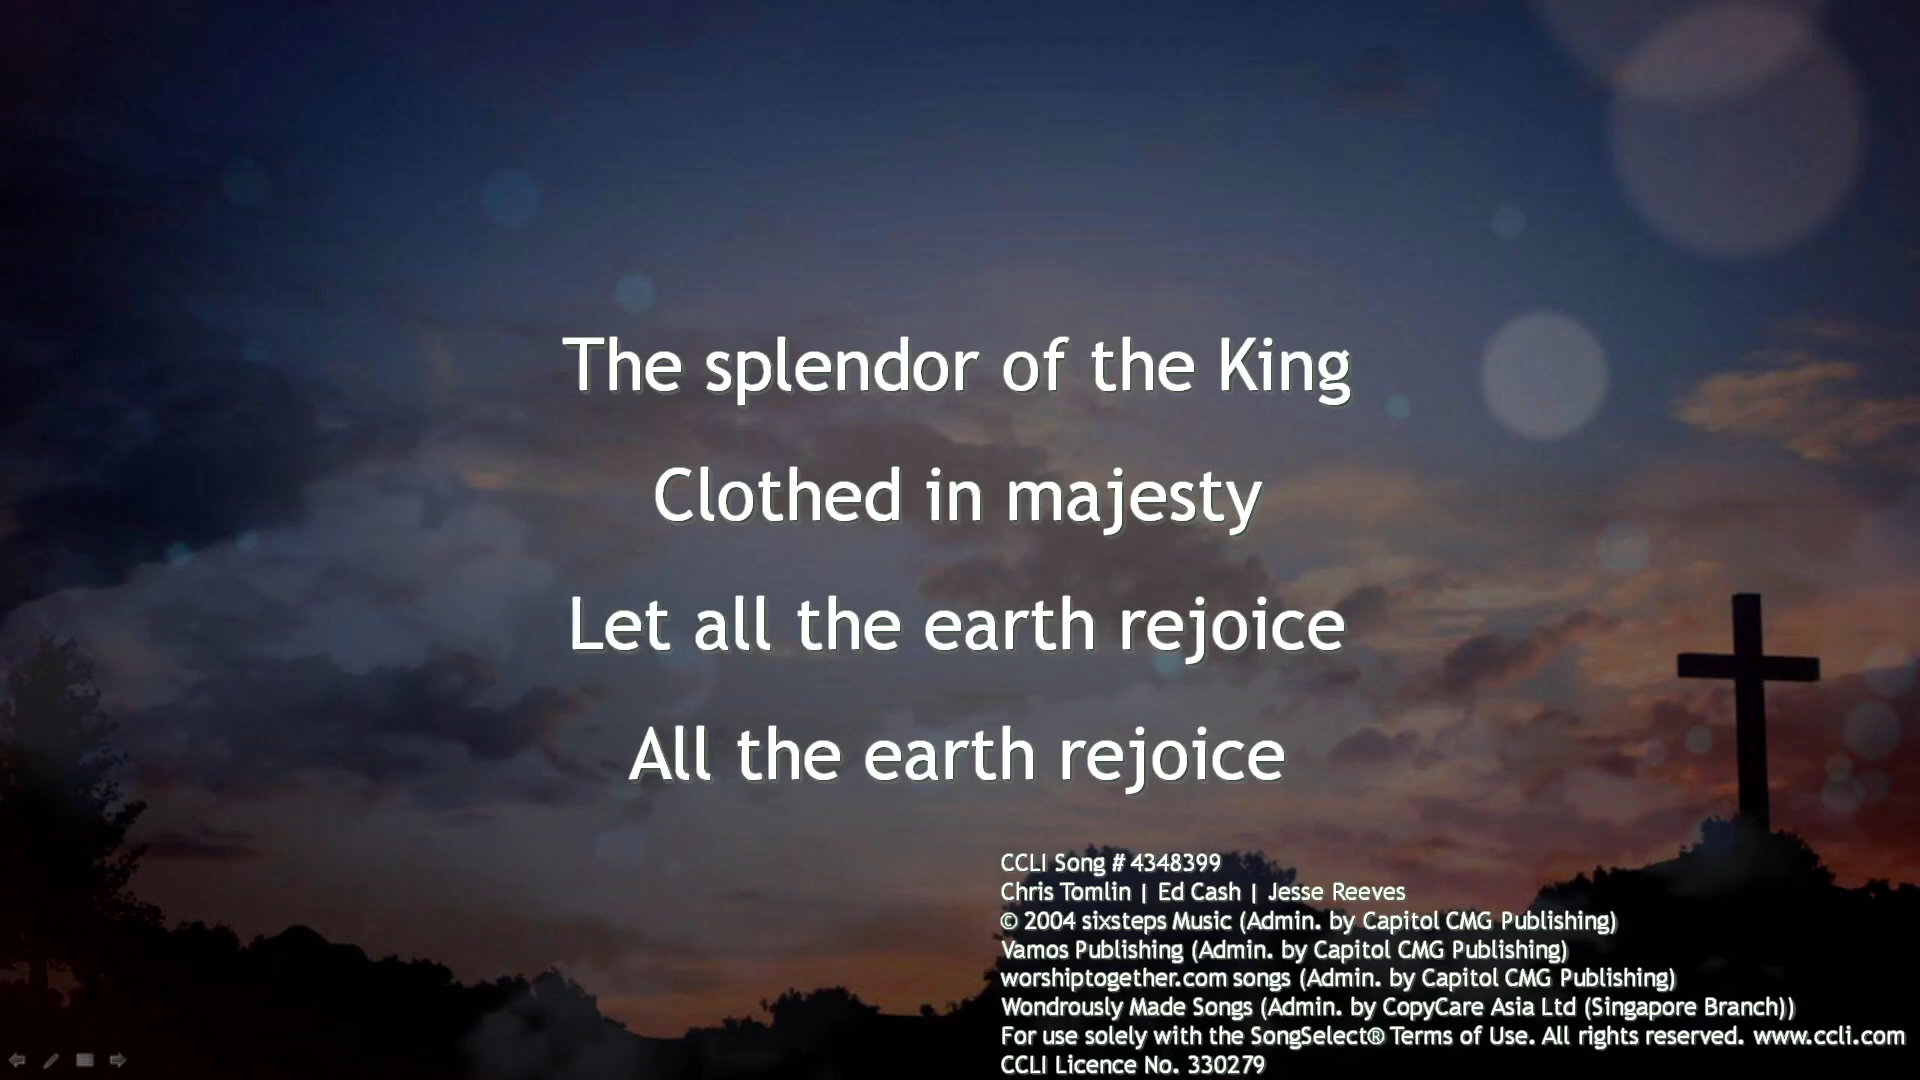 The splendor of the King
Clothed in majesty
Let all the earth rejoice
All the earth rejoice
CCLI Song # 4348399
Chris Tomlin | Ed Cash | Jesse Reeves
© 2004 sixsteps Music (Admin. by Capitol CMG Publishing)
Vamos Publishing (Admin. by Capitol CMG Publishing)
worshiptogether.com songs (Admin. by Capitol CMG Publishing)
Wondrously Made Songs (Admin. by CopyCare Asia Ltd (Singapore Branch))
For use solely with the SongSelect® Terms of Use. All rights reserved. www.ccli.com
CCLI Licence No. 330279